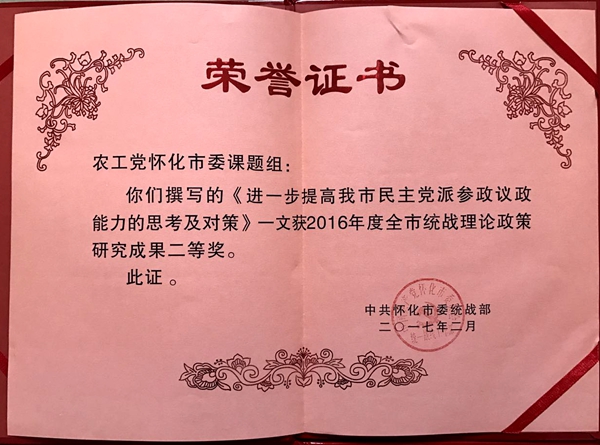 荣誉证书
农工党怀化市委课题组：
你们撰写的《进一步提高我市民主党派参政议政
能力的思考及对策》一文获2016年度全市统战理论政策
研究成果二等奖。
此证。
中共怀化市委统战部
二〇一七年二月